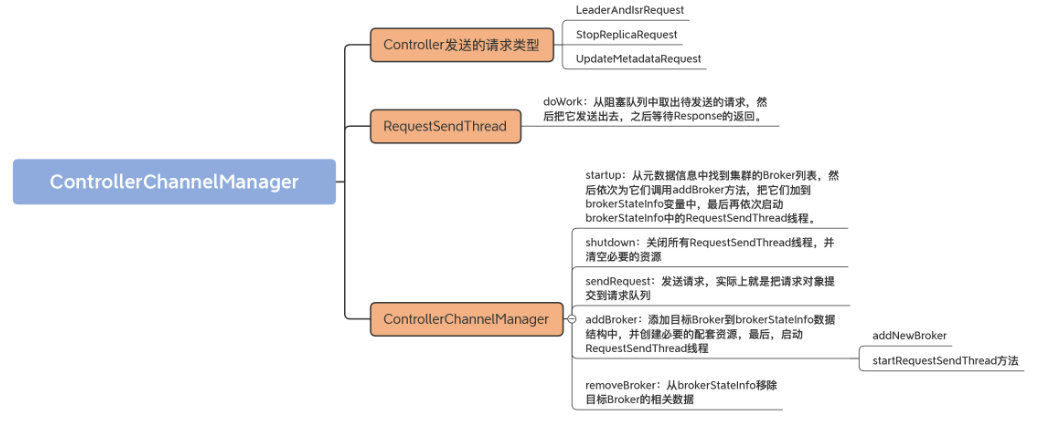 ControllerChannelManager
Controller发送的请求类型
LeaderAndIsrRequest
StopReplicaRequest
UpdateMetadataRequest
RequestSendThread
doWork：从阻塞队列中取出待发送的请求，然
后把它发送出去，之后等待Response的返回。
ControllerChannelManager
startup：从元数据信息中找到集群的Broker列表，然
后依次为它们调用addBroker方法，把它们加到
brokerStateInfo变量中，最后再依次启动
brokerStateInfo中的RequestSendThread线程。
shutdown：关闭所有RequestSendThread线程，并
清空必要的资源
sendRequest：发送请求，实际上就是把请求对象提
交到请求队列
addBroker：添加目标Broker到brokerStateInfo数据
结构中，并创建必要的配套资源，最后，启动
RequestSendThread线程
addNewBroker
startRequestSendThread方法
removeBroker：从brokerStateInfo移除
目标Broker的相关数据